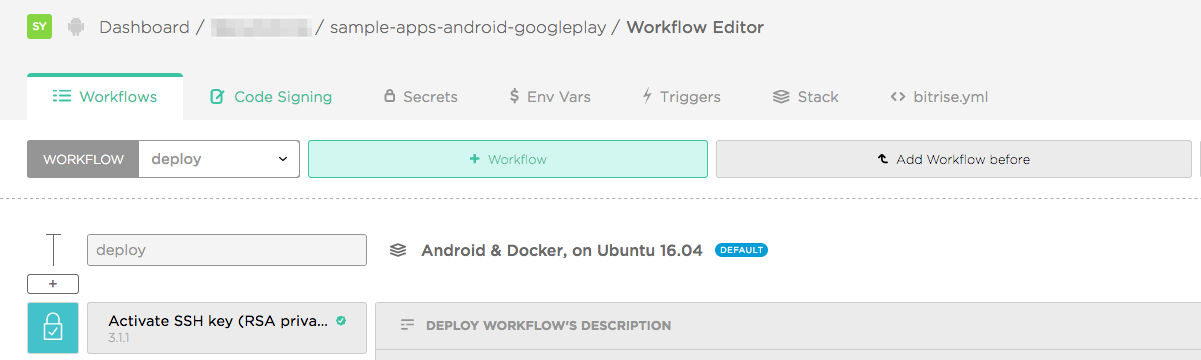 SY Dashboard / / sample-apps-android-googleplay / Workflow Editor
Workflows Code Signing Secrets $ Env Vars Triggers Stack <> bitrise.yml
WORKFLOW deploy + Workflow Add Workflow before
deploy Android & Docker, on Ubuntu 16.04 DEFAULT
+
Activate SSH key (RSA priva...
3.1.1
DEPLOY WORKFLOW'S DESCRIPTION